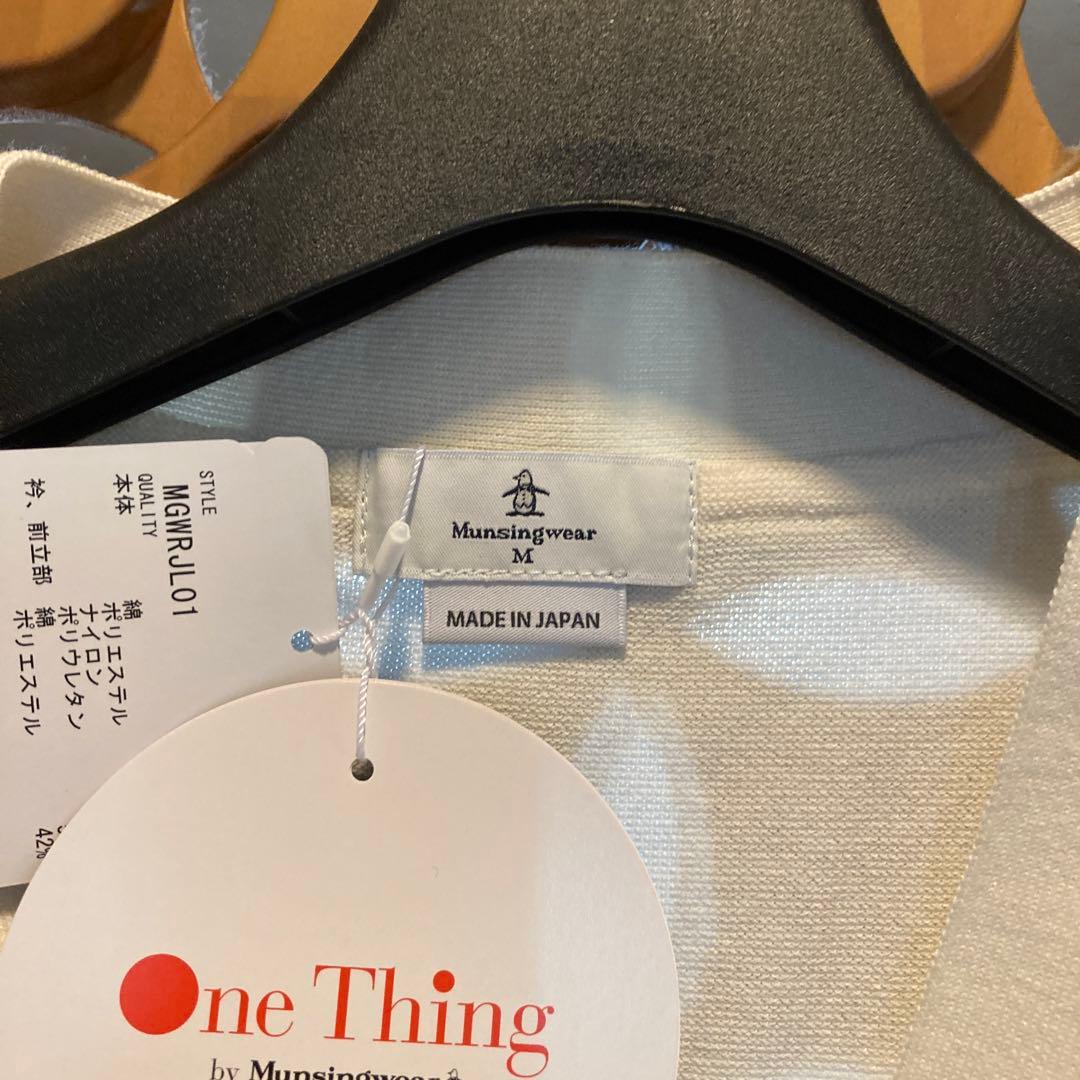 STYLE
MGWRJL01
QUALITY
本体
綿
ポリエステル
ナイロン
ポリウレタン
衿、前立部
綿
ポリエステル
42%
Munsingwear
M
MADE IN JAPAN
One Thing
by Munsingwear